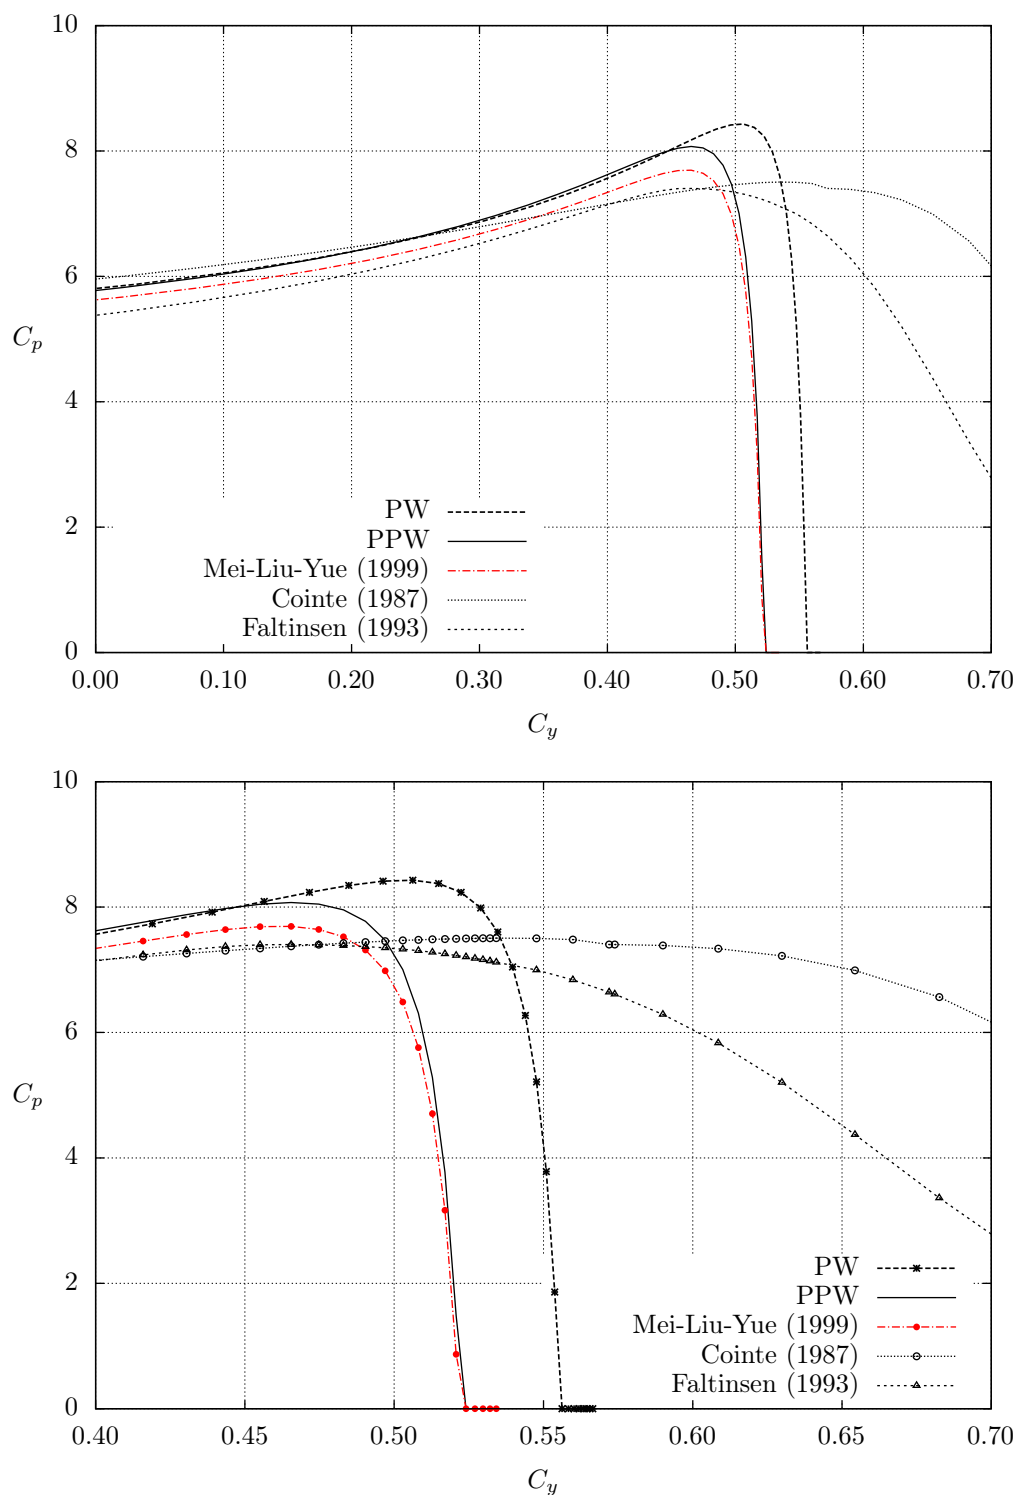 10
8
6
C_p
4
2
0
PW
PPW
Mei-Liu-Yue (1999)
Cointe (1987)
Faltinsen (1993)
0.00 0.10 0.20 0.30 0.40 0.50 0.60 0.70
C_y
10
8
6
C_p
4
2
0
PW
PPW
Mei-Liu-Yue (1999)
Cointe (1987)
Faltinsen (1993)
0.40 0.45 0.50 0.55 0.60 0.65 0.70
C_y